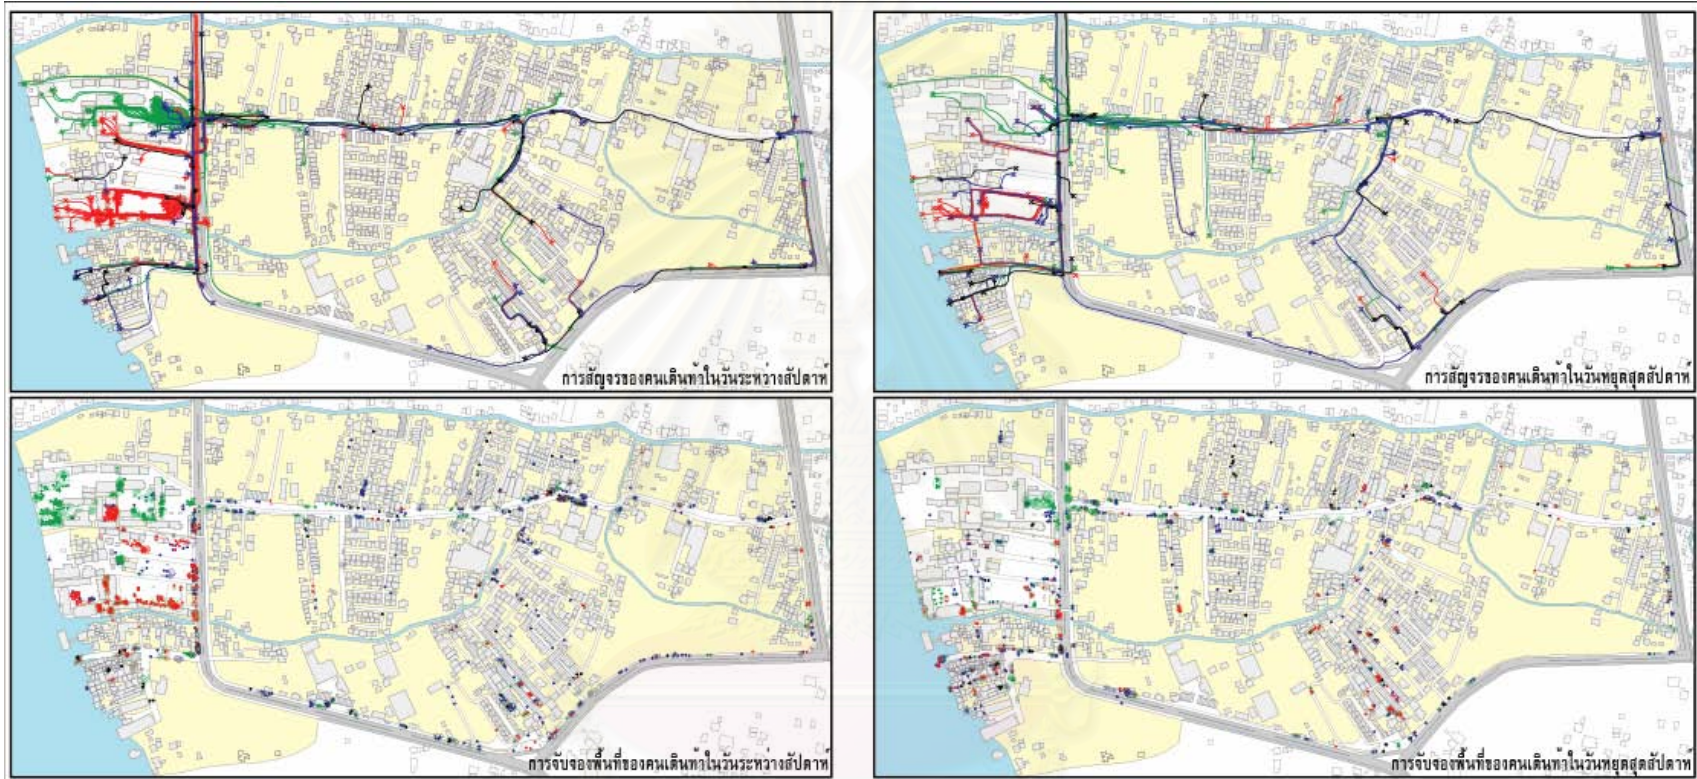 การสัญจรของคนเดินเท้าในวันระหว่างสัปดาห์
การสัญจรของคนเดินเท้าในวันหยุดสุดสัปดาห์
การจับจองพื้นที่ของคนเดินเท้าในวันระหว่างสัปดาห์
การจับจองพื้นที่ของคนเดินเท้าในวันหยุดสุดสัปดาห์